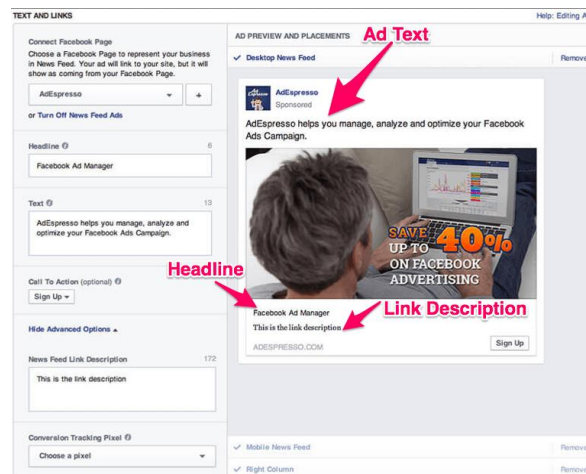 TEXT AND LINKS
Help: Editing A
Connect Facebook Page
Choose a Facebook Page to represent your business
in News Feed. Your ad will link to your site, but it will
show as coming from your Facebook Page.
AdEspresso
+
or Turn Off News Feed Ads
Headline
6
Facebook Ad Manager
Text
13
AdEspresso helps you manage, analyze and
optimize your Facebook Ads Campaign.
Call To Action (optional)
Sign Up
Hide Advanced Options
News Feed Link Description
172
This is the link description
Conversion Tracking Pixel
Choose a pixel
AD PREVIEW AND PLACEMENTS
Ad Text
Desktop News Feed
Remove
AdEspresso
Sponsored
AdEspresso helps you manage, analyze and optimize your Facebook
Ads Campaign.
SAVE
UP TO 40%
ON FACEBOOK
ADVERTISING
Headline
Facebook Ad Manager
Link Description
This is the link description
ADESPRESSO.COM
Sign Up
Mobile News Feed
Remove
Right Column
Remove